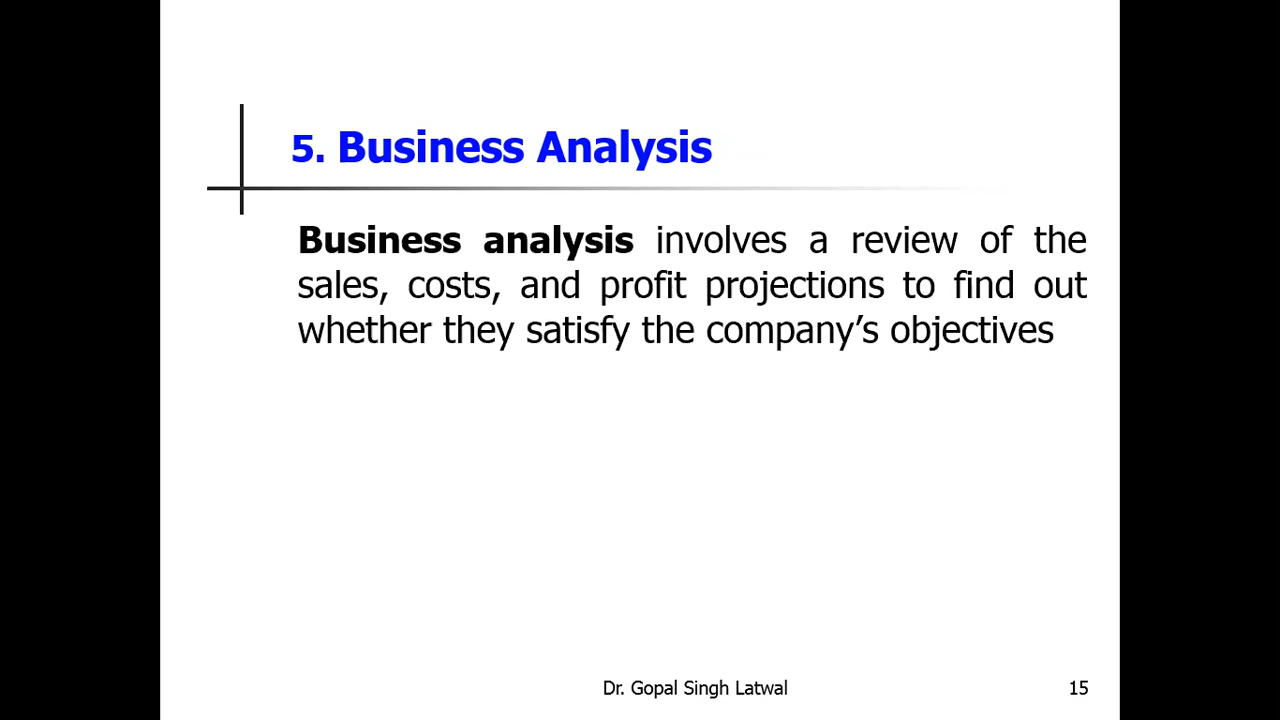 5. Business Analysis
Business analysis involves a review of the
sales, costs, and profit projections to find out
whether they satisfy the company’s objectives
Dr. Gopal Singh Latwal
15